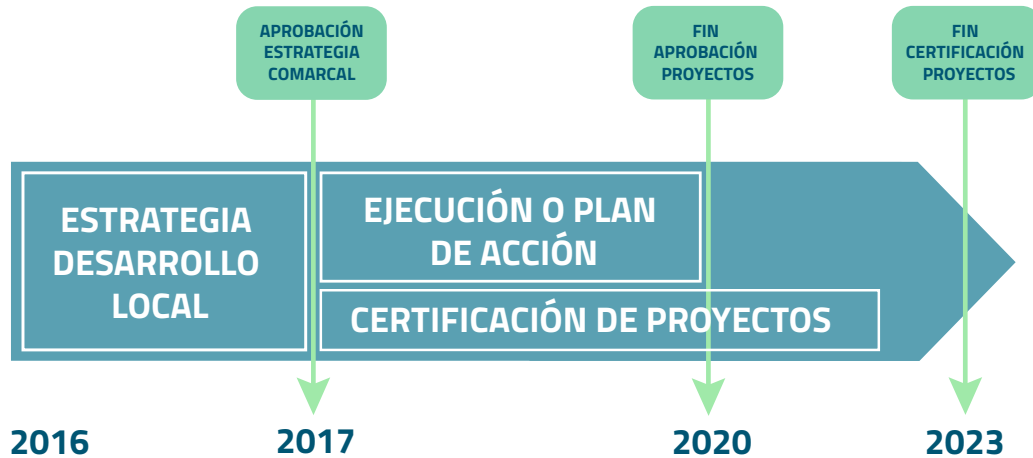 APROBACIÓN
ESTRATEGIA
COMARCAL
FIN
APROBACIÓN
PROYECTOS
FIN
CERTIFICACIÓN
PROYECTOS
ESTRATEGIA
DESARROLLO
LOCAL
EJECUCIÓN O PLAN
DE ACCIÓN
CERTIFICACIÓN DE PROYECTOS
2016
2017
2020
2023